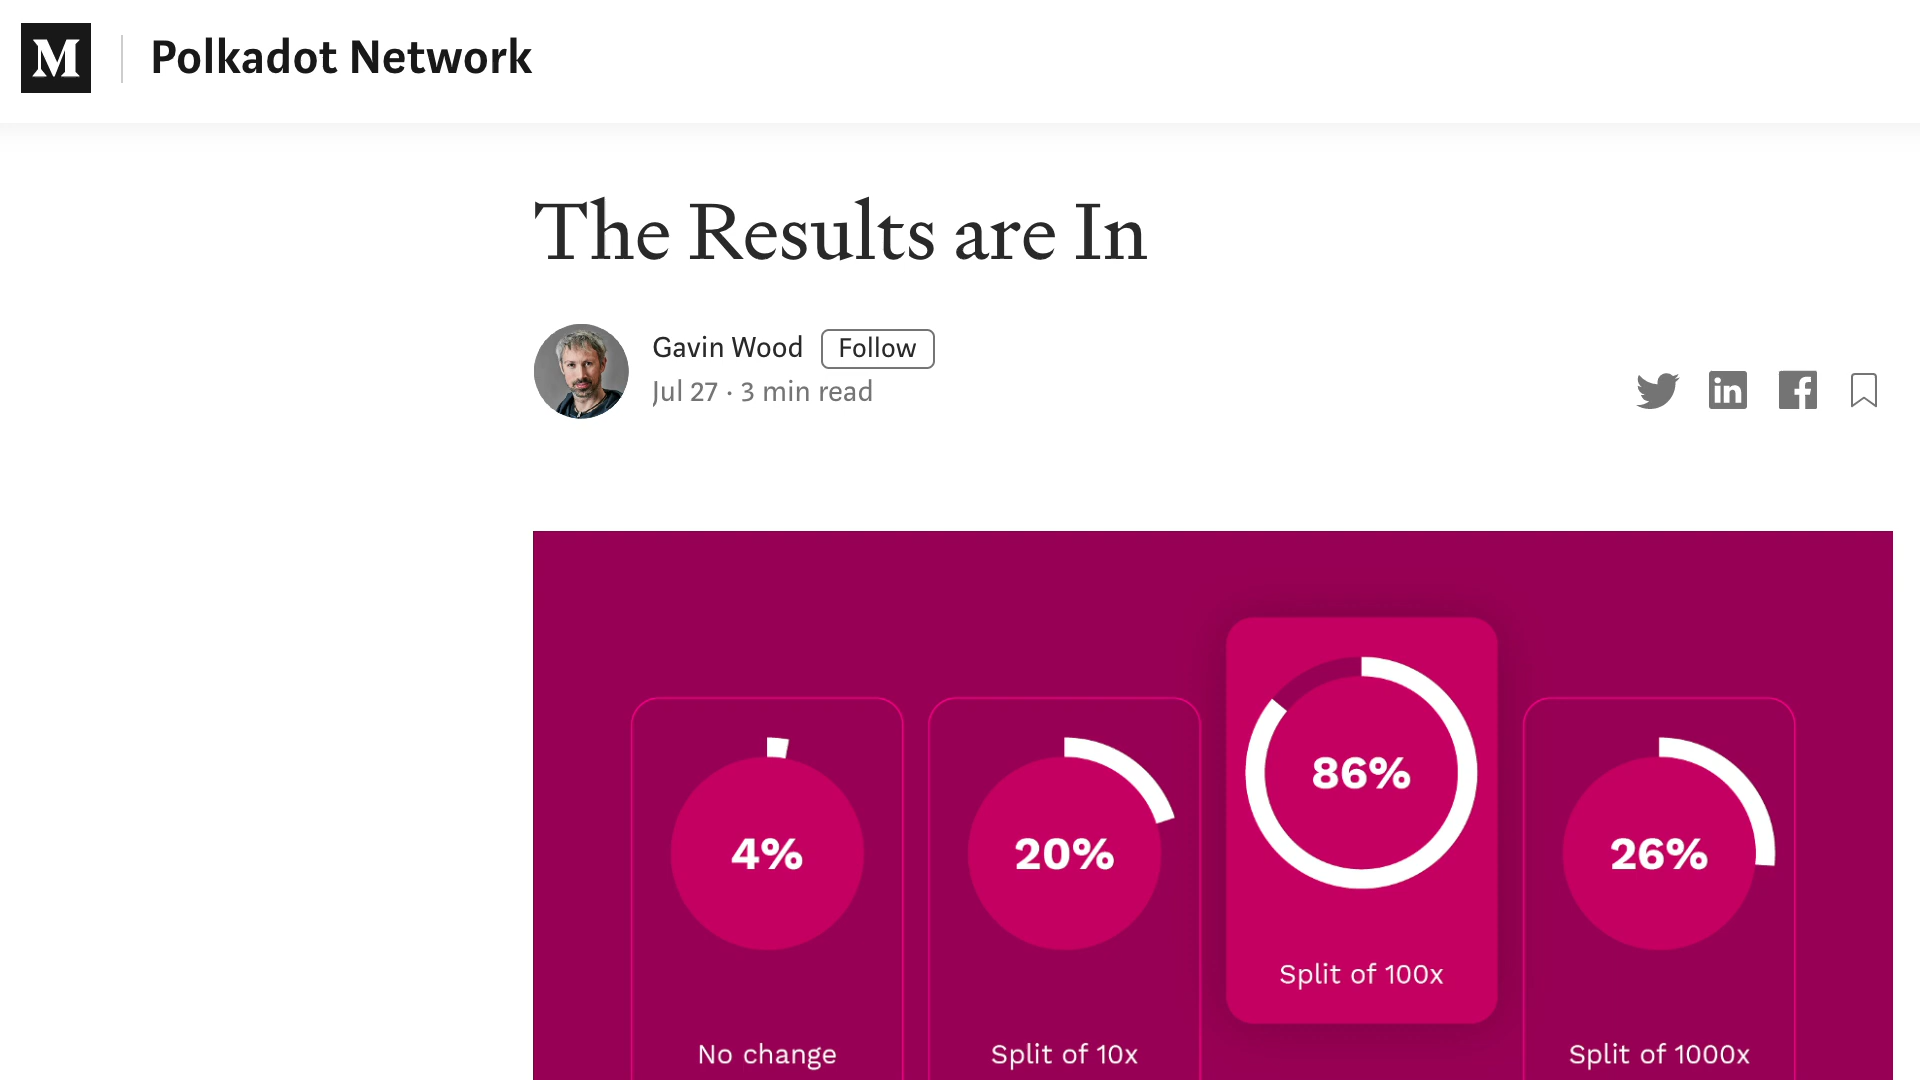 M
Polkadot Network
The Results are In
Gavin Wood
Follow
Jul 27 · 3 min read
in
f
4%
No change
20%
Split of 10x
86%
Split of 100x
26%
Split of 1000x